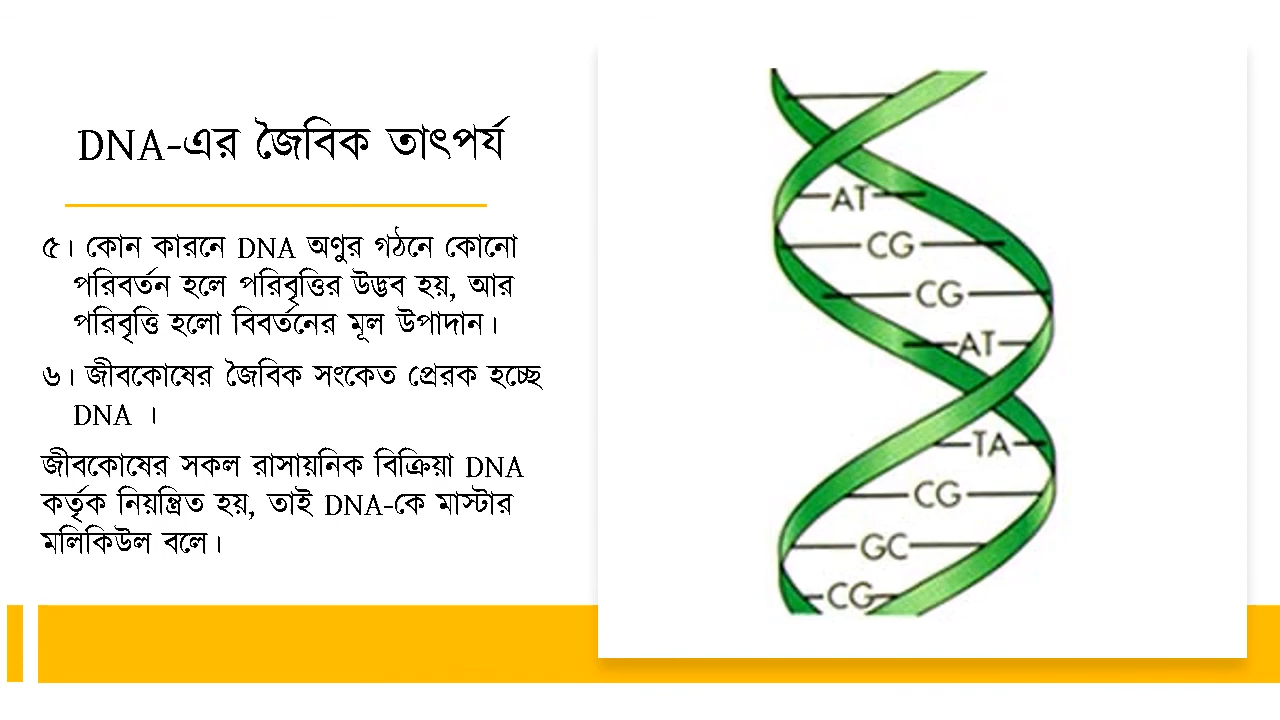 DNA-এর জৈবিক তাৎপর্য
৫। কোন কারনে DNA অণুর গঠনে কোনো
পরিবর্তন হলে পরিবৃত্তির উদ্ভব হয়, আর
পরিবৃত্তি হলো বিবর্তনের মূল উপাদান।
৬। জীবকোষের জৈবিক সংকেত প্রেরক হচ্ছে
DNA ।
জীবকোষের সকল রাসায়নিক বিক্রিয়া DNA
কর্তৃক নিয়ন্ত্রিত হয়, তাই DNA-কে মাস্টার
মলিকিউল বলে।
AT
CG
CG
AT
TA
CG
GC
CG